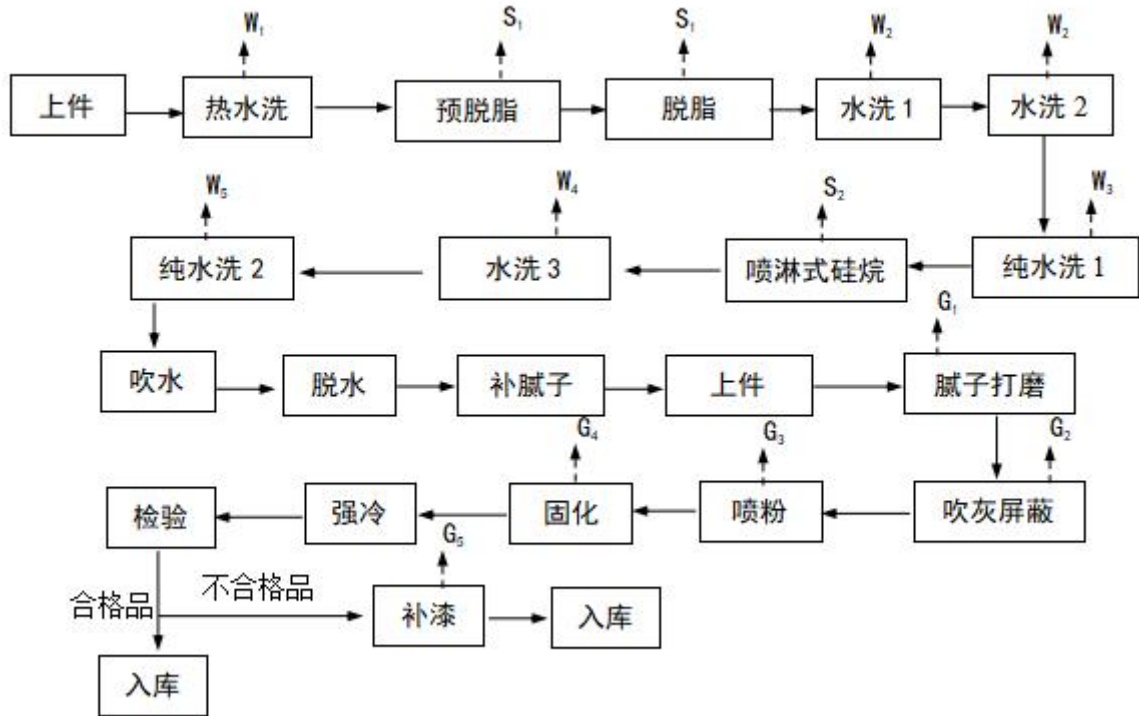 W₁ S₁ S₁ W₂ W₂
上件 热水洗 预脱脂 脱脂 水洗1 水洗2
W₅ W₄ S₂ W₃
纯水洗2 水洗3 喷淋式硅烷 纯水洗1
G₁
吹水 脱水 补腻子 上件 腻子打磨
G₄ G₃ G₂
检验 强冷 固化 喷粉 吹灰屏蔽
G₅
合格品 不合格品 补漆 入库
入库